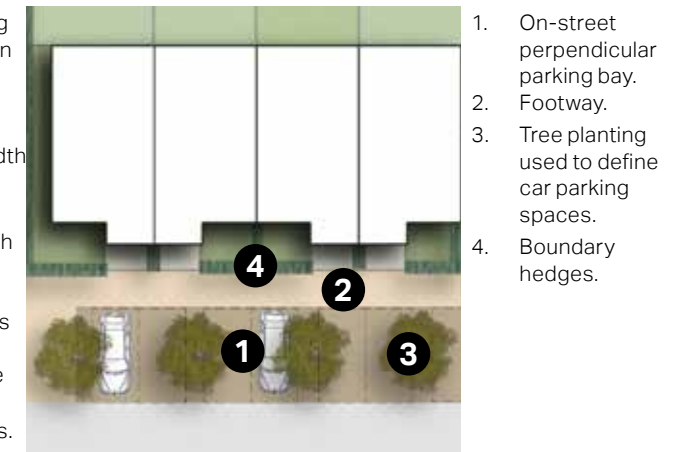 g
n
dth
h
s
e
s.
4
2
1
3
1. On-street
perpendicular
parking bay.
2. Footway.
3. Tree planting
used to define
car parking
spaces.
4. Boundary
hedges.